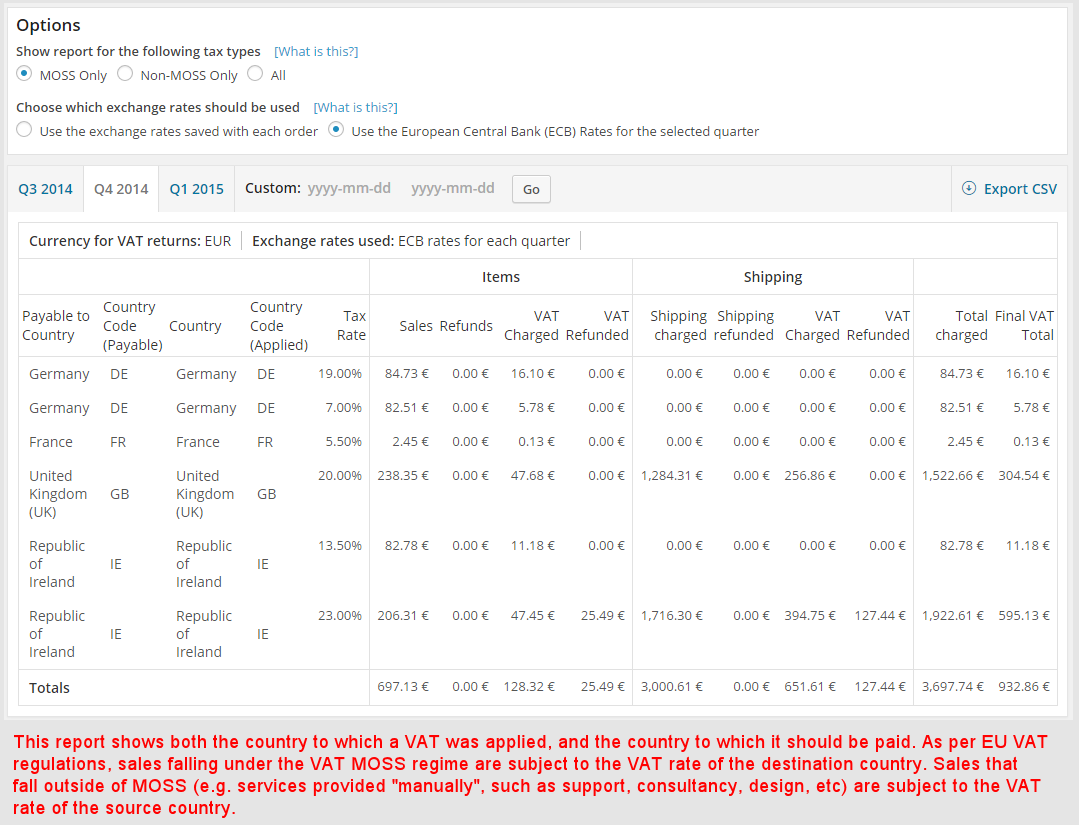 Options
Show report for the following tax types [What is this?]
MOSS Only Non-MOSS Only All
Choose which exchange rates should be used [What is this?]
Use the exchange rates saved with each order Use the European Central Bank (ECB) Rates for the selected quarter
Q3 2014 Q4 2014 Q1 2015 Custom: yyyy-mm-dd yyyy-mm-dd Go Export CSV
Currency for VAT returns: EUR Exchange rates used: ECB rates for each quarter
Items Shipping
Payable to Country Country Code (Payable) Country Country Code (Applied) Tax Rate Sales Refunds VAT Charged VAT Refunded Shipping charged Shipping refunded VAT Charged VAT Refunded Total charged Final VAT Total
Germany DE Germany DE 19.00% 84.73 € 0.00 € 16.10 € 0.00 € 0.00 € 0.00 € 0.00 € 0.00 € 84.73 € 16.10 €
Germany DE Germany DE 7.00% 82.51 € 0.00 € 5.78 € 0.00 € 0.00 € 0.00 € 0.00 € 0.00 € 82.51 € 5.78 €
France FR France FR 5.50% 2.45 € 0.00 € 0.13 € 0.00 € 0.00 € 0.00 € 0.00 € 0.00 € 2.45 € 0.13 €
United Kingdom (UK) GB United Kingdom (UK) GB 20.00% 238.35 € 0.00 € 47.68 € 0.00 € 1,284.31 € 0.00 € 256.86 € 0.00 € 1,522.66 € 304.54 €
Republic of Ireland IE Republic of Ireland IE 13.50% 82.78 € 0.00 € 11.18 € 0.00 € 0.00 € 0.00 € 0.00 € 0.00 € 82.78 € 11.18 €
Republic of Ireland IE Republic of Ireland IE 23.00% 206.31 € 0.00 € 47.45 € 25.49 € 1,716.30 € 0.00 € 394.75 € 127.44 € 1,922.61 € 595.13 €
Totals 697.13 € 0.00 € 128.32 € 25.49 € 3,000.61 € 0.00 € 651.61 € 127.44 € 3,697.74 € 932.86 €
This report shows both the country to which a VAT was applied, and the country to which it should be paid. As per EU VAT
regulations, sales falling under the VAT MOSS regime are subject to the VAT rate of the destination country. Sales that
fall outside of MOSS (e.g. services provided "manually", such as support, consultancy, design, etc) are subject to the VAT
rate of the source country.